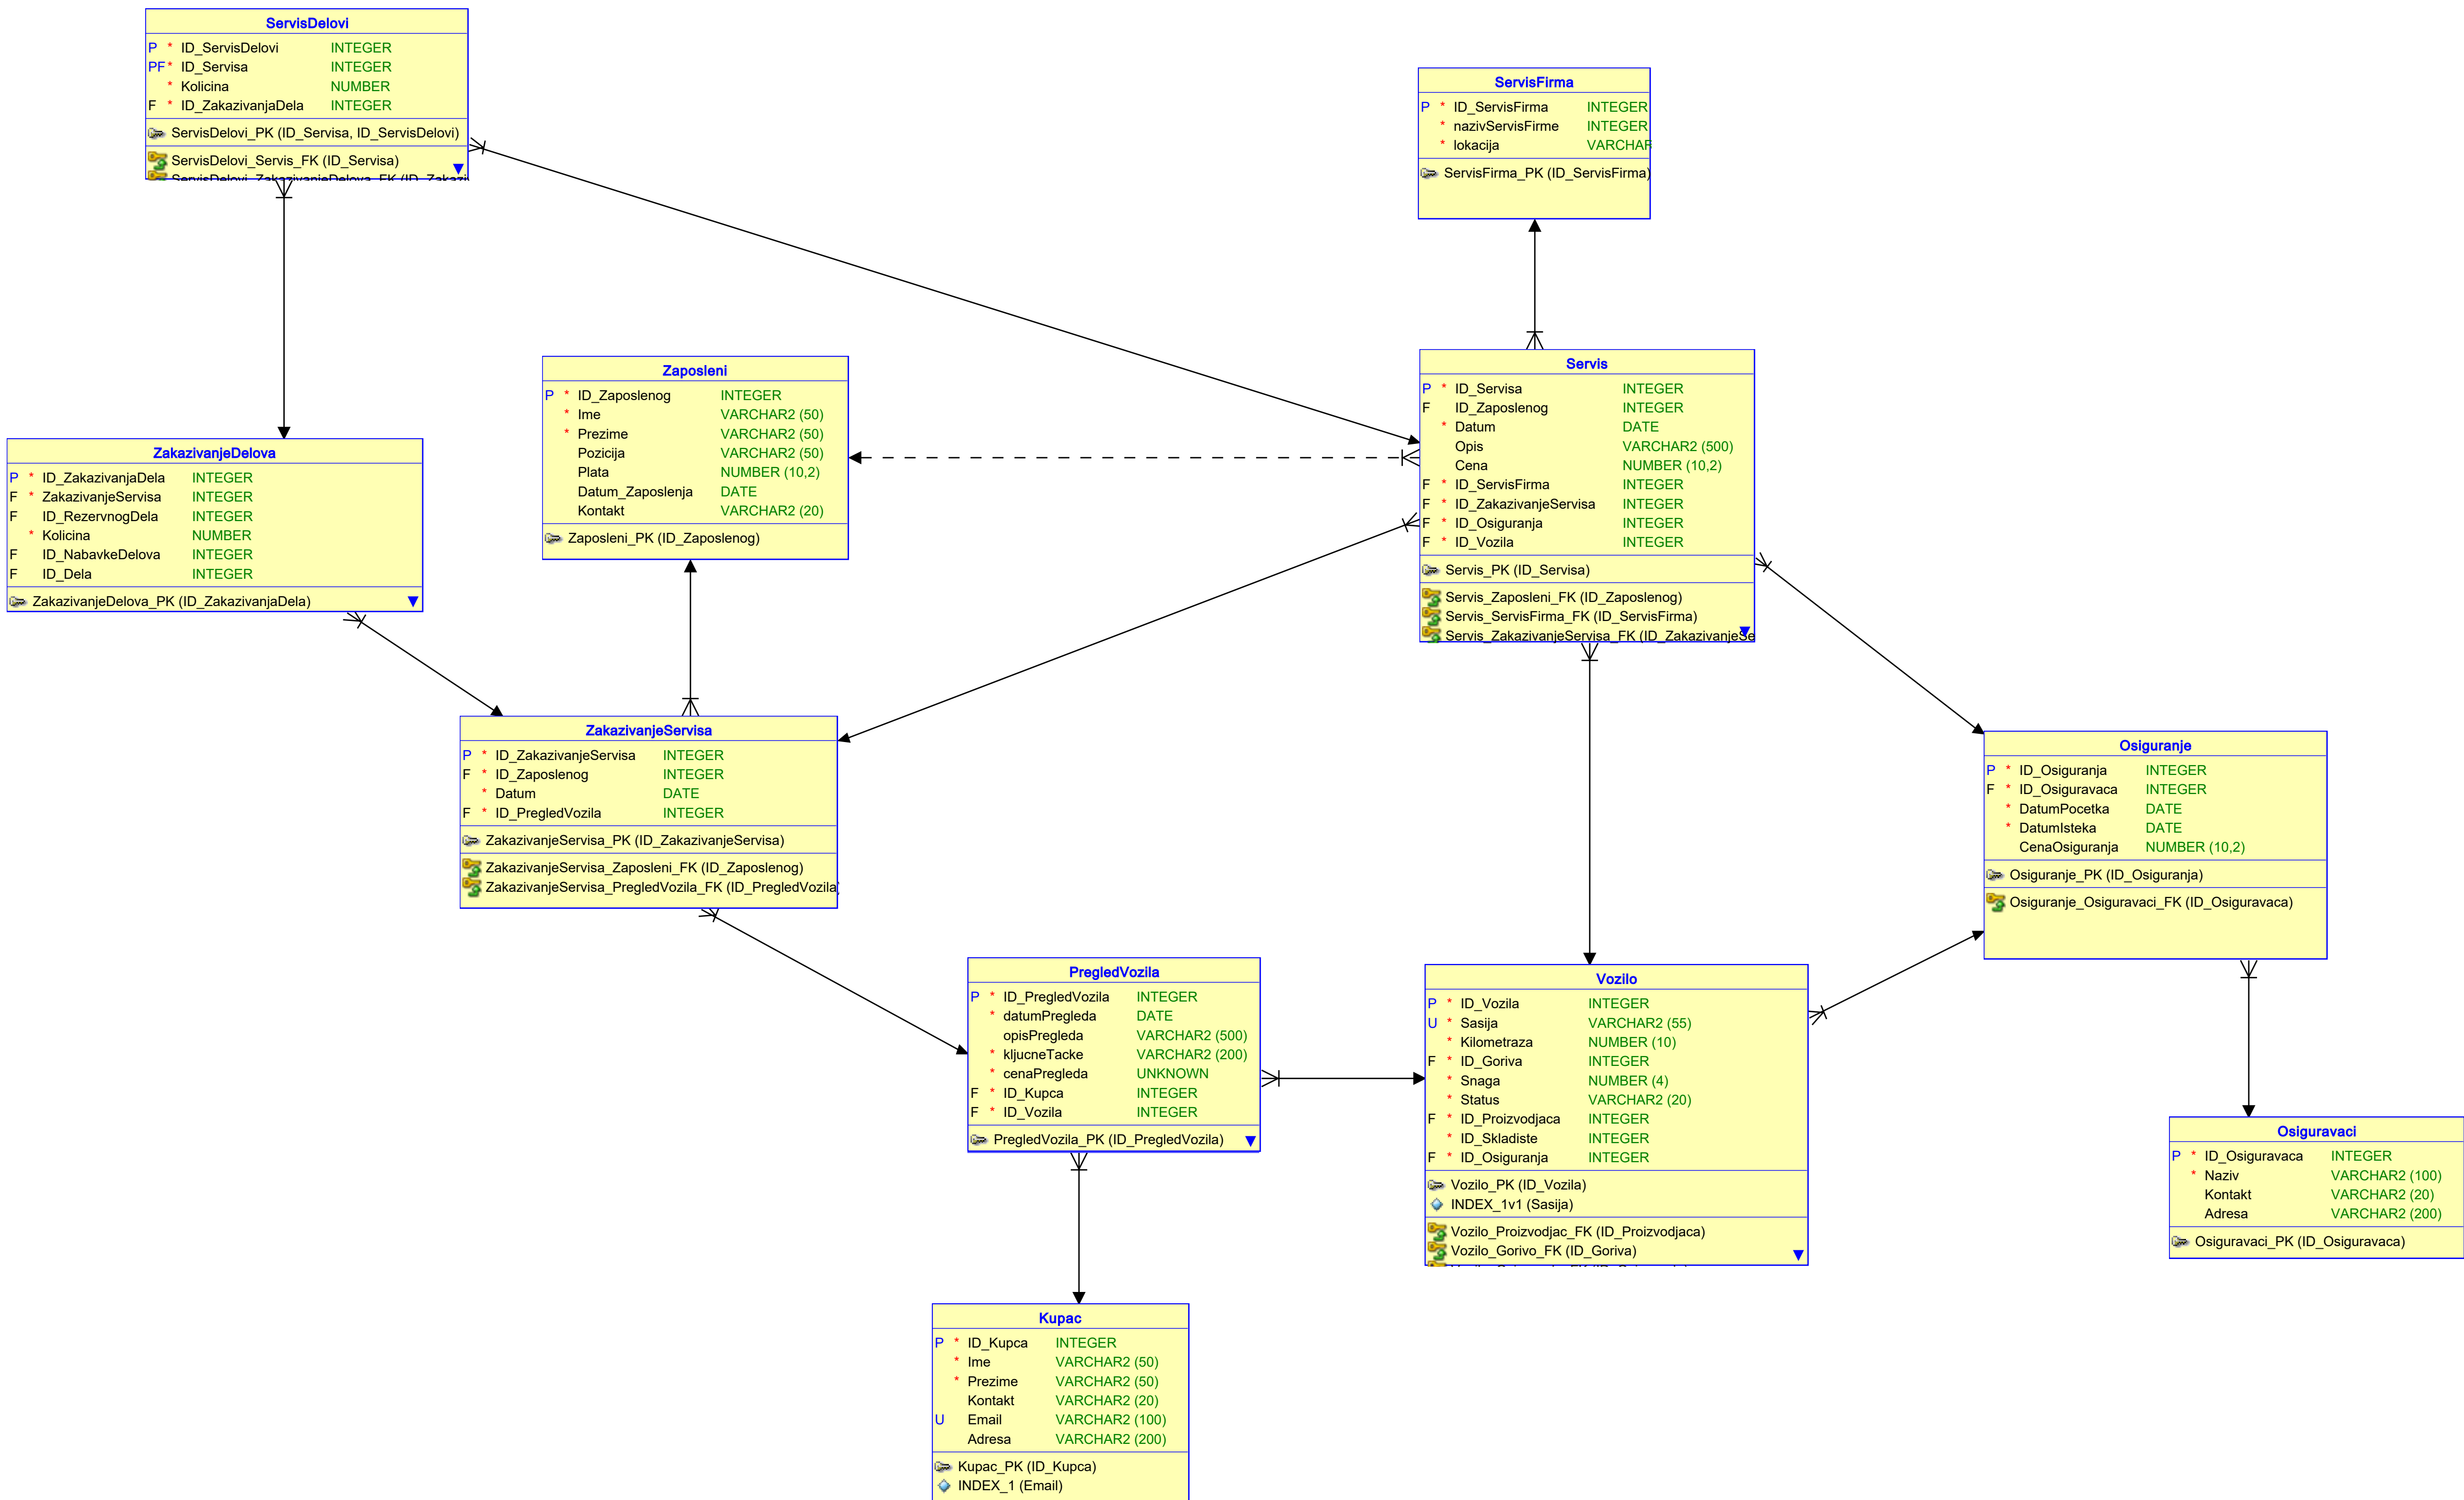 ServisDelovi
P * ID_ServisDelovi INTEGER
PF * ID_Servisa INTEGER
* Kolicina NUMBER
F * ID_ZakazivanjaDela INTEGER
ServisDelovi_PK (ID_Servisa, ID_ServisDelovi)
ServisDelovi_Servis_FK (ID_Servisa)
ServisFirma
P * ID_ServisFirma INTEGER
* nazivServisFirme INTEGER
* lokacija VARCHAR
ServisFirma_PK (ID_ServisFirma)
Zaposleni
P * ID_Zaposlenog INTEGER
* Ime VARCHAR2 (50)
* Prezime VARCHAR2 (50)
Pozicija VARCHAR2 (50)
Plata NUMBER (10,2)
Datum_Zaposlenja DATE
Kontakt VARCHAR2 (20)
Zaposleni_PK (ID_Zaposlenog)
Servis
P * ID_Servisa INTEGER
F ID_Zaposlenog INTEGER
* Datum DATE
Opis VARCHAR2 (500)
Cena NUMBER (10,2)
F * ID_ServisFirma INTEGER
F * ID_ZakazivanjeServisa INTEGER
F * ID_Osiguranja INTEGER
F * ID_Vozila INTEGER
Servis_PK (ID_Servisa)
Servis_Zaposleni_FK (ID_Zaposlenog)
Servis_ServisFirma_FK (ID_ServisFirma)
Servis_ZakazivanjeServisa_FK (ID_ZakazivanjeSe
ZakazivanjeDelova
P * ID_ZakazivanjaDela INTEGER
F * ZakazivanjeServisa INTEGER
F ID_RezervnogDela INTEGER
* Kolicina NUMBER
F ID_NabavkeDelova INTEGER
F ID_Dela INTEGER
ZakazivanjeDelova_PK (ID_ZakazivanjaDela)
ZakazivanjeServisa
P * ID_ZakazivanjeServisa INTEGER
F * ID_Zaposlenog INTEGER
* Datum DATE
F * ID_PregledVozila INTEGER
ZakazivanjeServisa_PK (ID_ZakazivanjeServisa)
ZakazivanjeServisa_Zaposleni_FK (ID_Zaposlenog)
ZakazivanjeServisa_PregledVozila_FK (ID_PregledVozila)
Osiguranje
P * ID_Osiguranja INTEGER
F * ID_Osiguravaca INTEGER
* DatumPocetka DATE
* DatumIsteka DATE
CenaOsiguranja NUMBER (10,2)
Osiguranje_PK (ID_Osiguranja)
Osiguranje_Osiguravaci_FK (ID_Osiguravaca)
PregledVozila
P * ID_PregledVozila INTEGER
* datumPregleda DATE
opisPregleda VARCHAR2 (500)
* kljucneTacke VARCHAR2 (200)
* cenaPregleda UNKNOWN
F * ID_Kupca INTEGER
F * ID_Vozila INTEGER
PregledVozila_PK (ID_PregledVozila)
Vozilo
P * ID_Vozila INTEGER
U * Sasija VARCHAR2 (55)
* Kilometraza NUMBER (10)
F * ID_Goriva INTEGER
* Snaga NUMBER (4)
* Status VARCHAR2 (20)
F * ID_Proizvodjaca INTEGER
* ID_Skladiste INTEGER
F * ID_Osiguranja INTEGER
Vozilo_PK (ID_Vozila)
INDEX_1v1 (Sasija)
Vozilo_Proizvodjac_FK (ID_Proizvodjaca)
Vozilo_Gorivo_FK (ID_Goriva)
Osiguravaci
P * ID_Osiguravaca INTEGER
* Naziv VARCHAR2 (100)
Kontakt VARCHAR2 (20)
Adresa VARCHAR2 (200)
Osiguravaci_PK (ID_Osiguravaca)
Kupac
P * ID_Kupca INTEGER
* Ime VARCHAR2 (50)
* Prezime VARCHAR2 (50)
Kontakt VARCHAR2 (20)
U Email VARCHAR2 (100)
Adresa VARCHAR2 (200)
Kupac_PK (ID_Kupca)
INDEX_1 (Email)